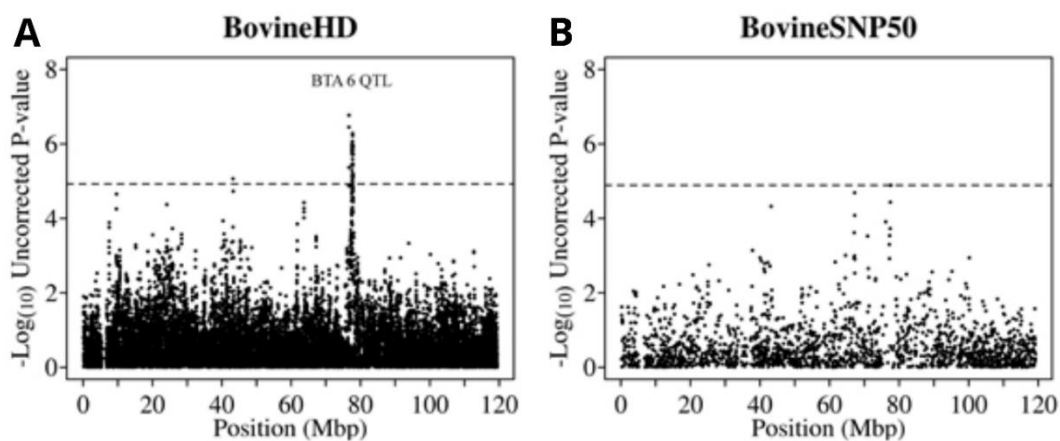 A
BovineHD
-Log(10) Uncorrected P-value
8
6
4
2
0
BTA 6 QTL
0 20 40 60 80 100 120
Position (Mbp)
B
BovineSNP50
-Log(10) Uncorrected P-value
8
6
4
2
0
0 20 40 60 80 100 120
Position (Mbp)